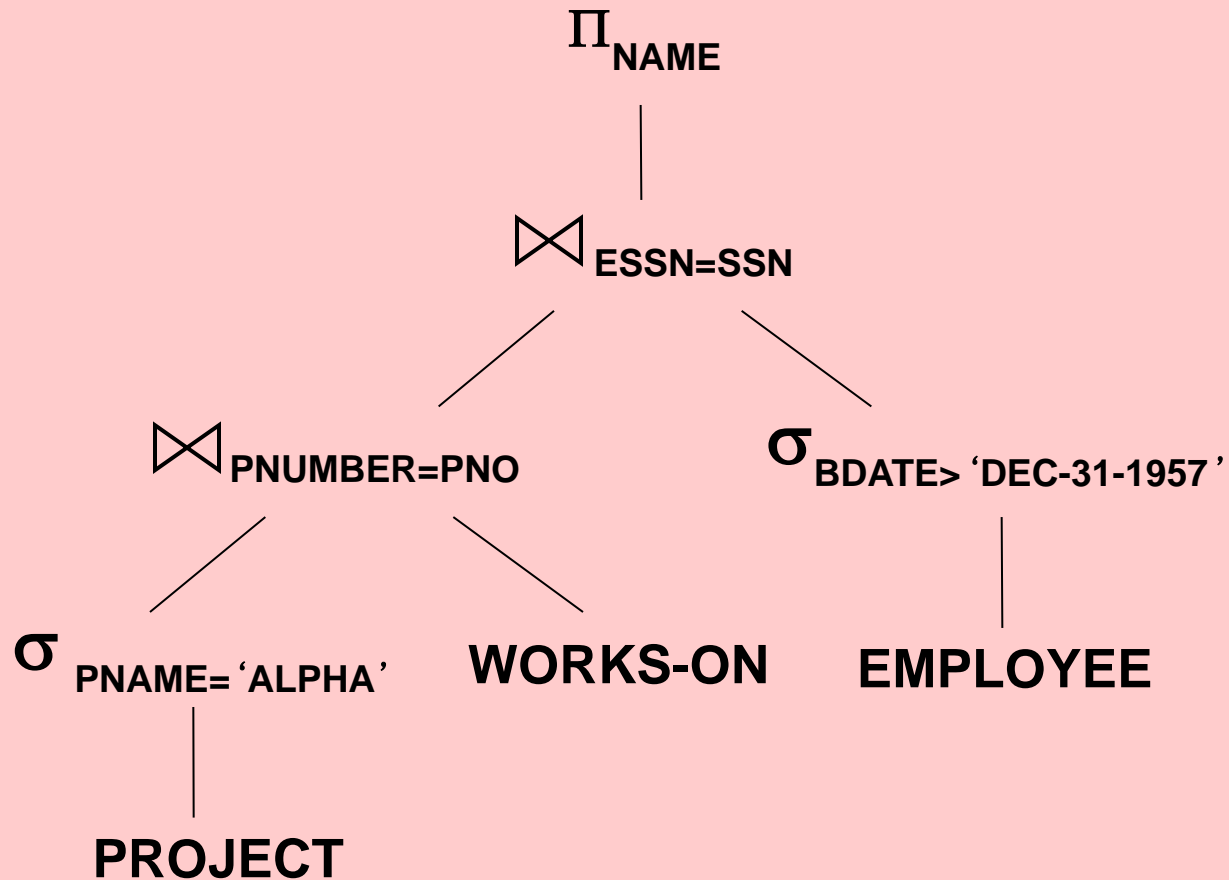 Π NAME
⋈ ESSN=SSN
⋈ PNUMBER=PNO
σ BDATE> ‘DEC-31-1957’
σ PNAME= ‘ALPHA’
WORKS-ON
EMPLOYEE
PROJECT